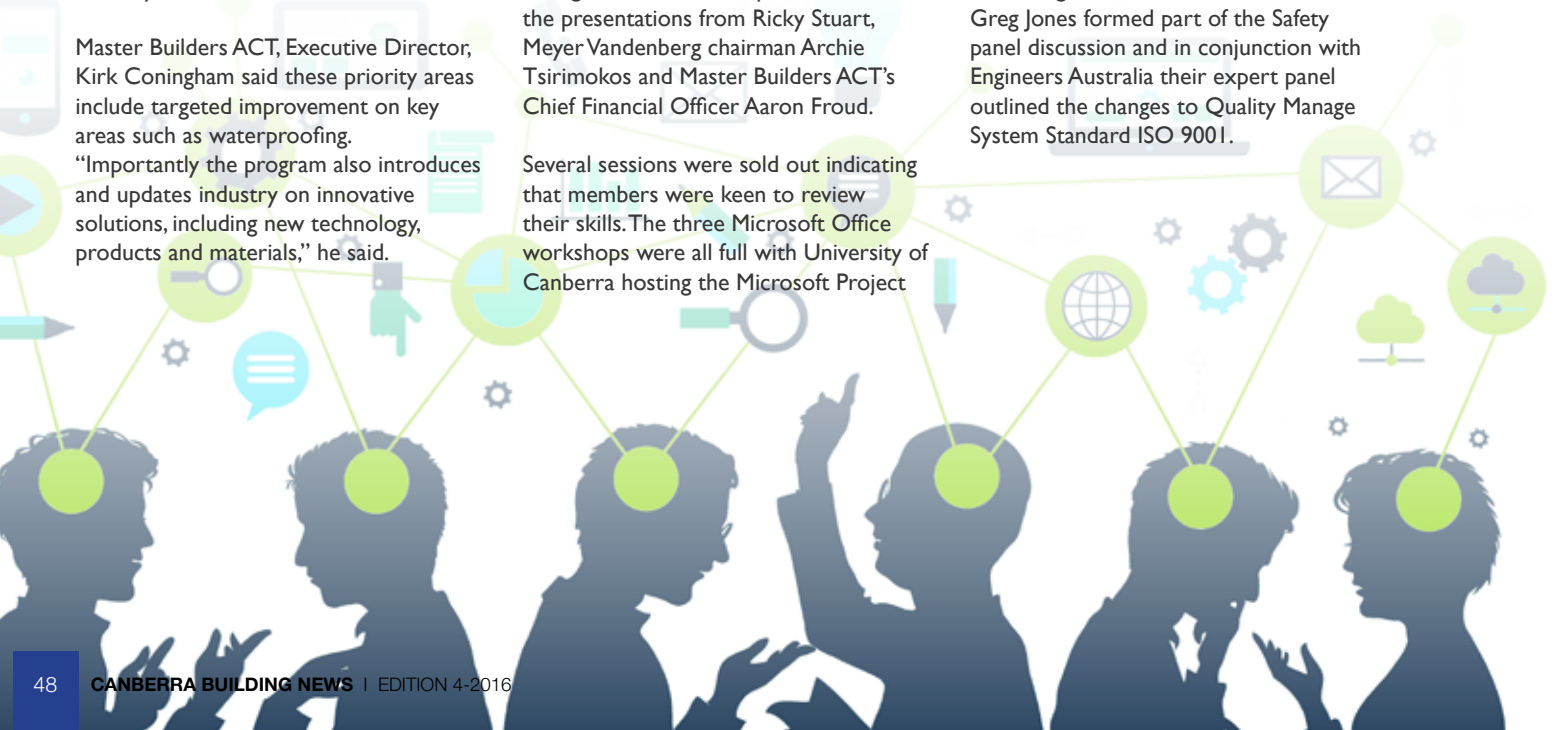 Master Builders ACT, Executive Director,
Kirk Coningham said these priority areas
include targeted improvement on key
areas such as waterproofing.
“Importantly the program also introduces
and updates industry on innovative
solutions, including new technology,
products and materials,” he said.
the presentations from Ricky Stuart,
Meyer Vandenberg chairman Archie
Tsirimokos and Master Builders ACT’s
Chief Financial Officer Aaron Froud.
Several sessions were sold out indicating
that members were keen to review
their skills. The three Microsoft Office
workshops were all full with University of
Canberra hosting the Microsoft Project
Greg Jones formed part of the Safety
panel discussion and in conjunction with
Engineers Australia their expert panel
outlined the changes to Quality Manage
System Standard ISO 9001.
48 CANBERRA BUILDING NEWS | EDITION 4-2016